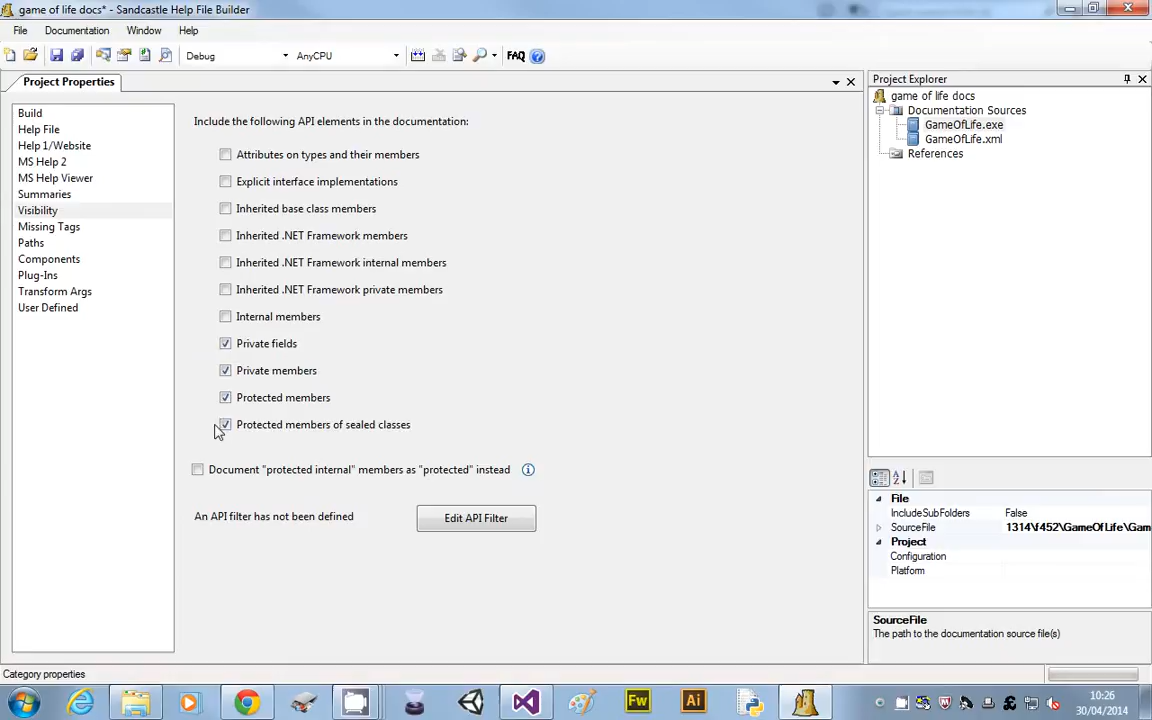 game of life docs* - Sandcastle Help File Builder
File Documentation Window Help
Debug AnyCPU FAQ
Project Properties
Build
Help File
Help 1/Website
MS Help 2
MS Help Viewer
Summaries
Visibility
Missing Tags
Paths
Components
Plug-Ins
Transform Args
User Defined
Include the following API elements in the documentation:
Attributes on types and their members
Explicit interface implementations
Inherited base class members
Inherited .NET Framework members
Inherited .NET Framework internal members
Inherited .NET Framework private members
Internal members
Private fields
Private members
Protected members
Protected members of sealed classes
Document "protected internal" members as "protected" instead
An API filter has not been defined Edit API Filter
Project Explorer
game of life docs
Documentation Sources
GameOfLife.exe
GameOfLife.xml
References
File
IncludeSubFolders False
SourceFile 1314\f452\GameOfLife\Gam
Project
Configuration
Platform
SourceFile
The path to the documentation source file(s)
Category properties
Fw Ai
10:26
30/04/2014